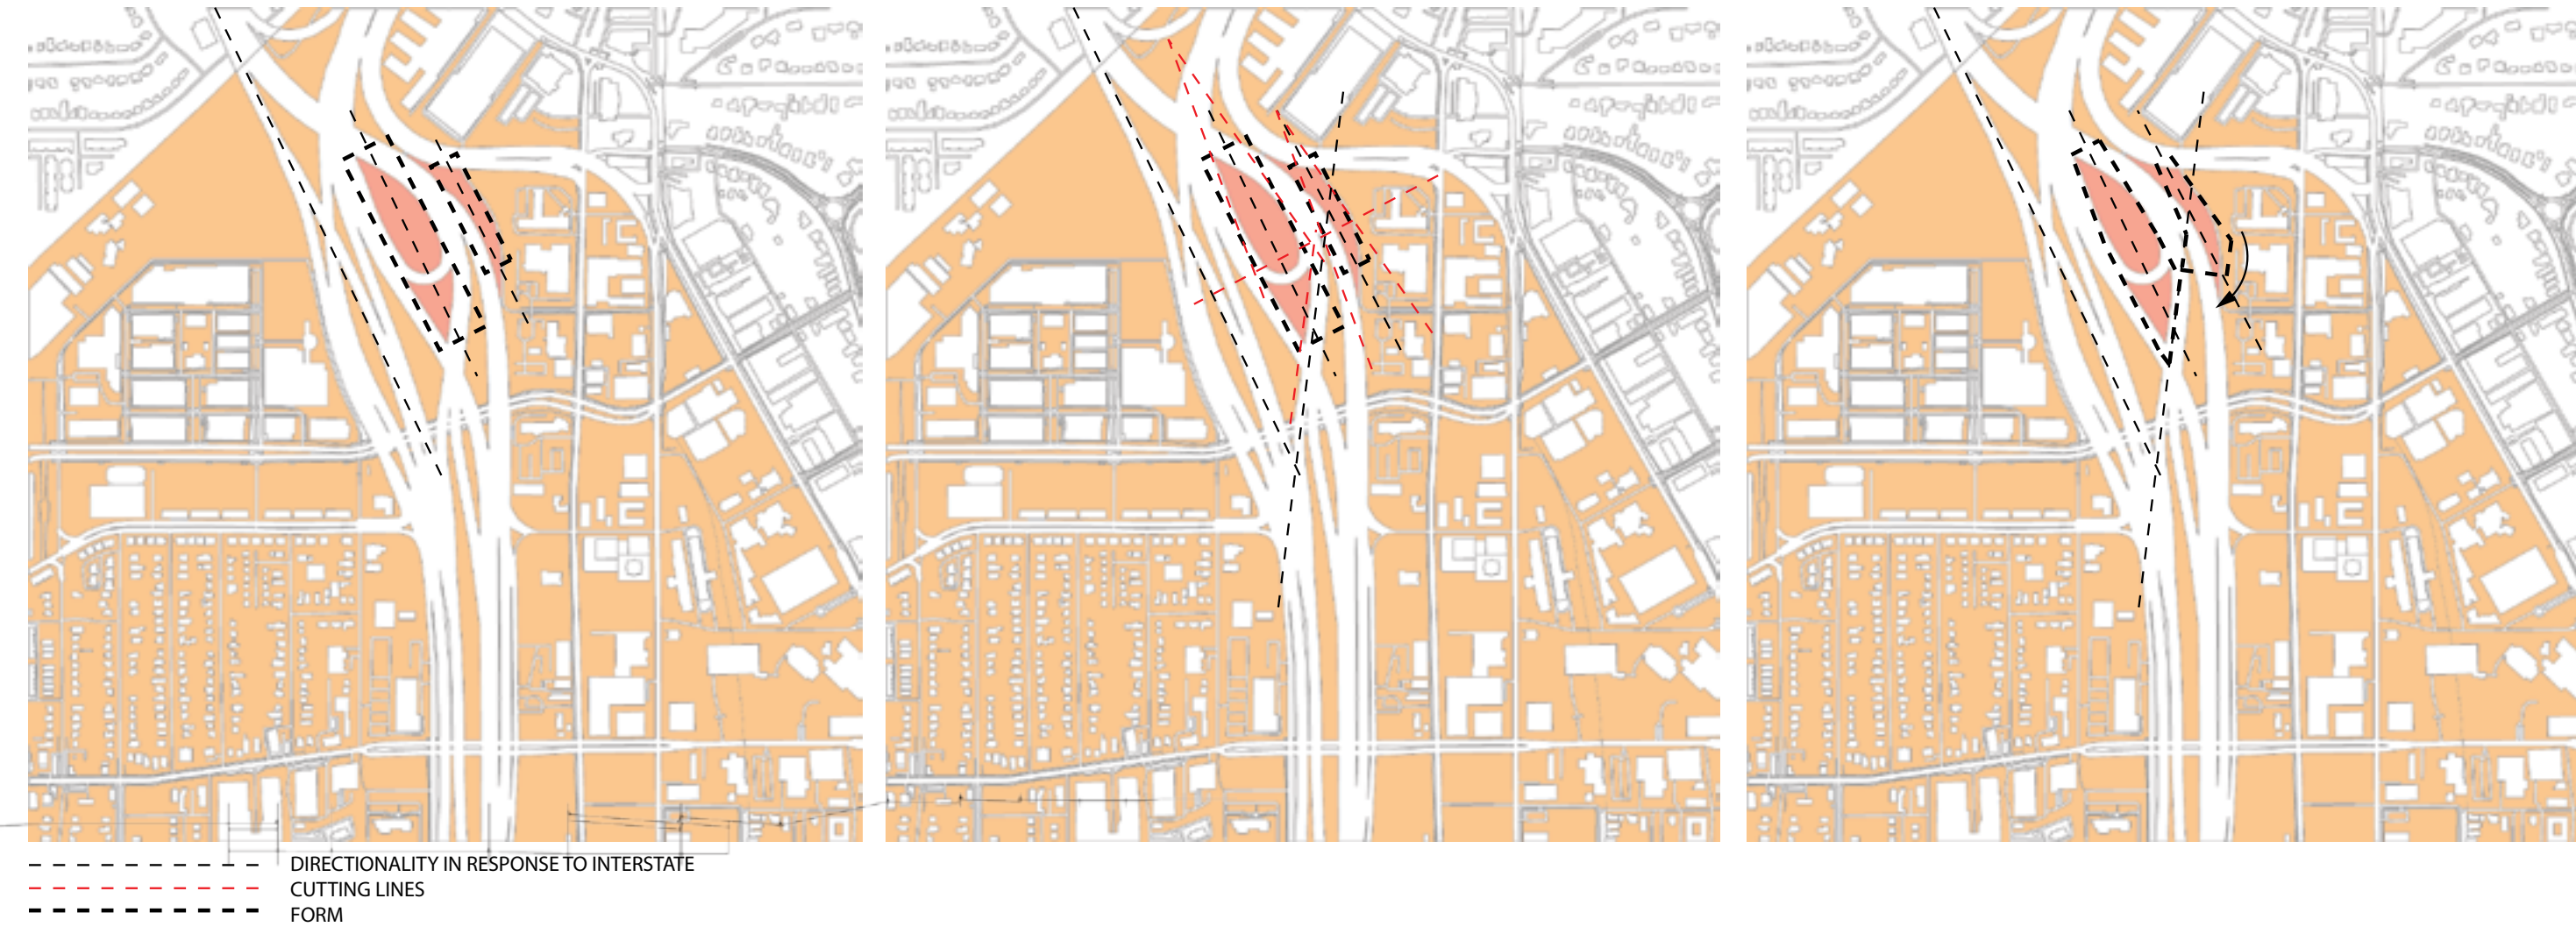 DIRECTIONALITY IN RESPONSE TO INTERSTATE
CUTTING LINES
FORM